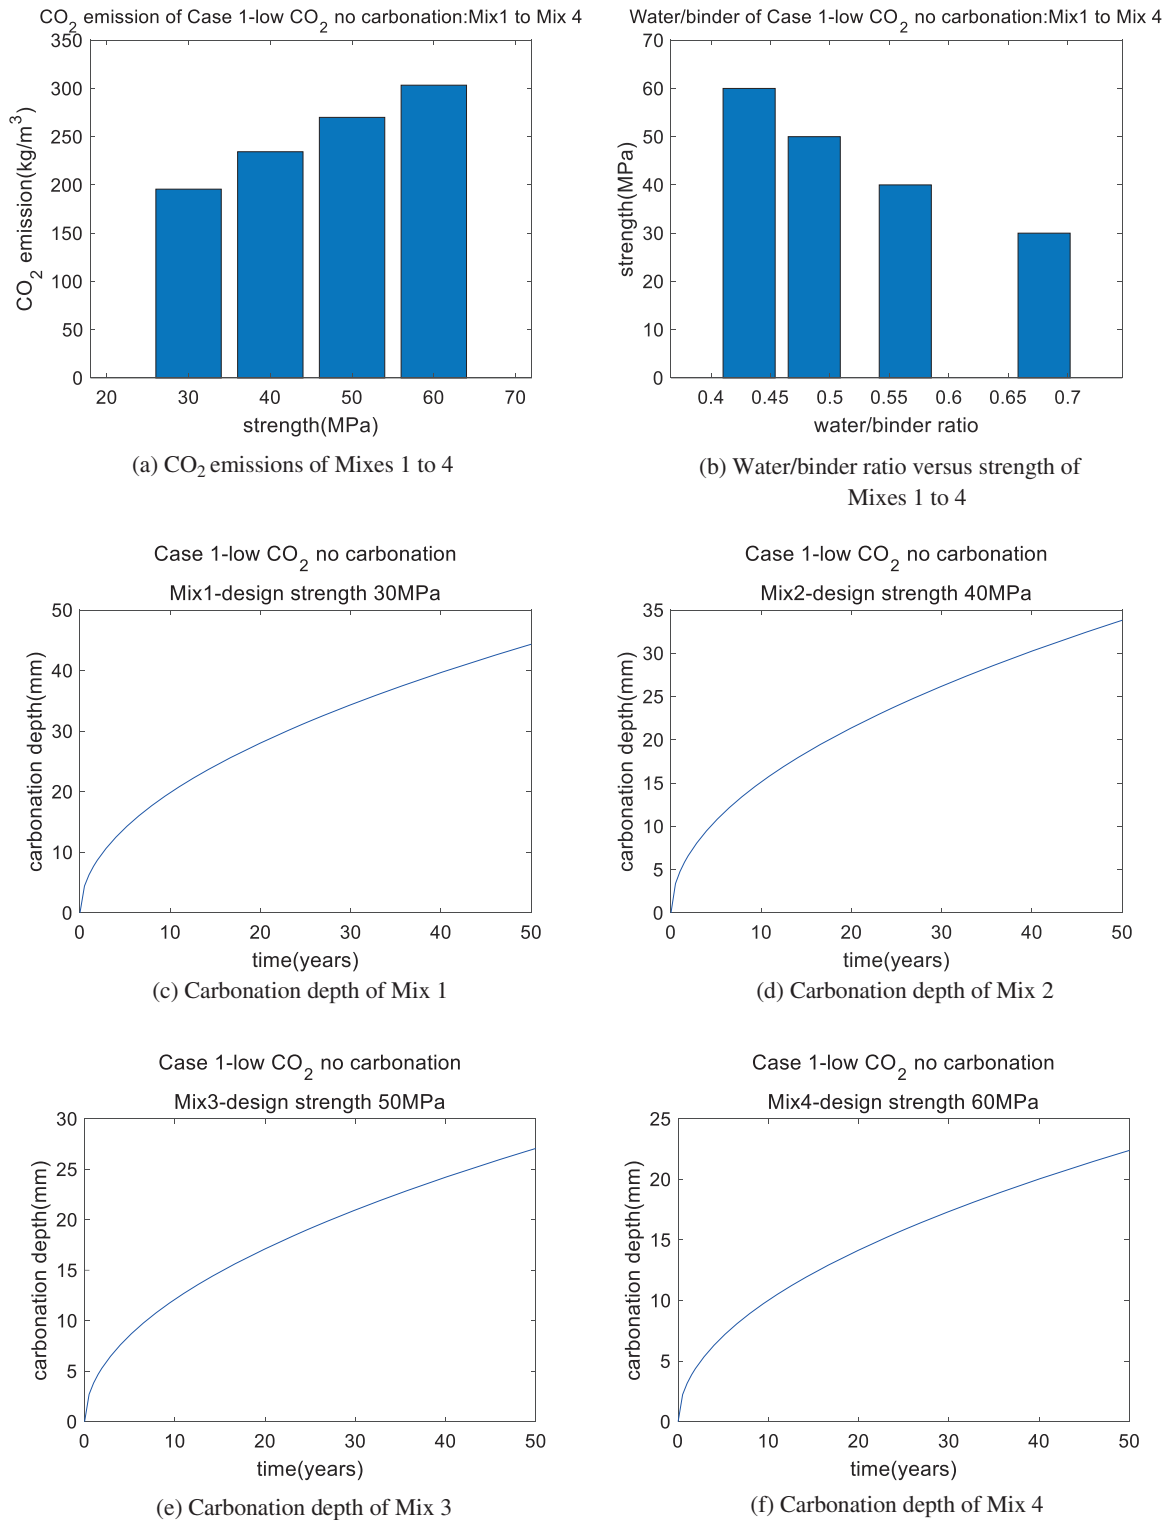 CO2 emission of Case 1-low CO2 no carbonation:Mix1 to Mix 4
350
300
250
200
150
100
50
0
CO2 emission(kg/m3)
20 30 40 50 60 70
strength(MPa)
(a) CO2 emissions of Mixes 1 to 4
Water/binder of Case 1-low CO2 no carbonation:Mix1 to Mix 4
70
60
50
40
30
20
10
0
strength(MPa)
0.4 0.45 0.5 0.55 0.6 0.65 0.7
water/binder ratio
(b) Water/binder ratio versus strength of
Mixes 1 to 4
Case 1-low CO2 no carbonation
Mix1-design strength 30MPa
50
40
30
20
10
0
carbonation depth(mm)
0 10 20 30 40 50
time(years)
(c) Carbonation depth of Mix 1
Case 1-low CO2 no carbonation
Mix2-design strength 40MPa
35
30
25
20
15
10
5
0
carbonation depth(mm)
0 10 20 30 40 50
time(years)
(d) Carbonation depth of Mix 2
Case 1-low CO2 no carbonation
Mix3-design strength 50MPa
30
25
20
15
10
5
0
carbonation depth(mm)
0 10 20 30 40 50
time(years)
(e) Carbonation depth of Mix 3
Case 1-low CO2 no carbonation
Mix4-design strength 60MPa
25
20
15
10
5
0
carbonation depth(mm)
0 10 20 30 40 50
time(years)
(f) Carbonation depth of Mix 4